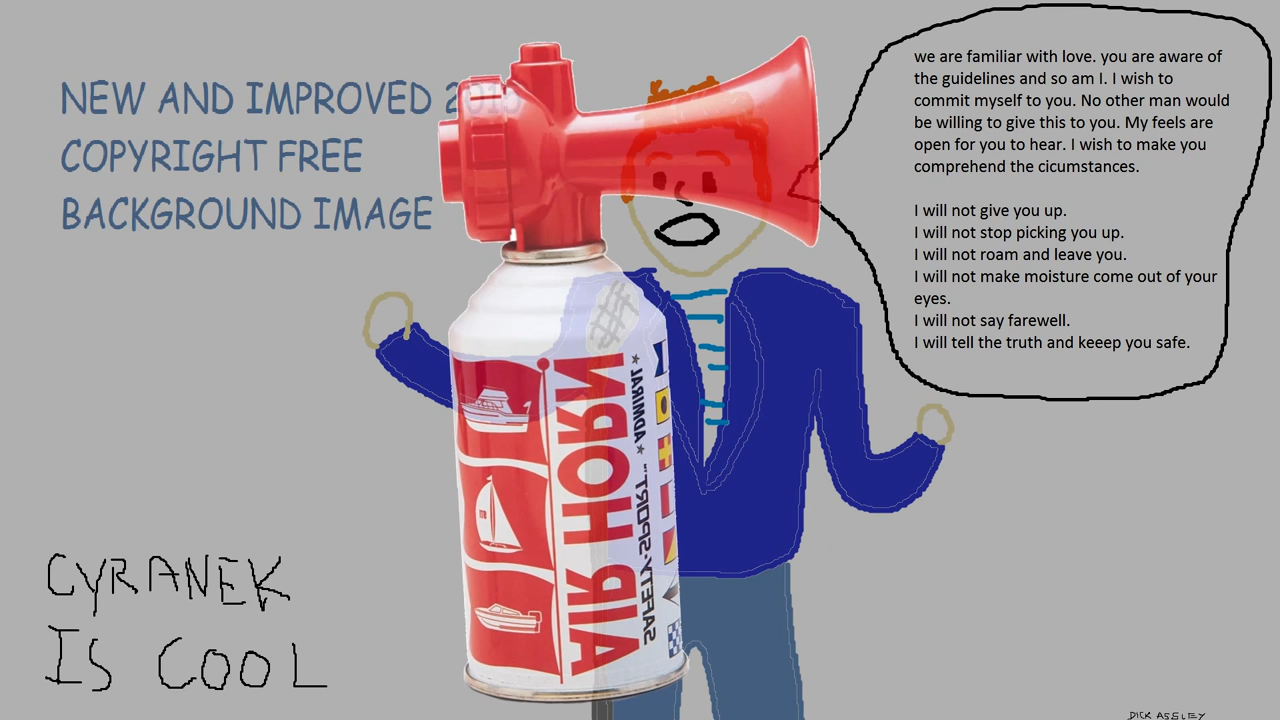 NEW AND IMPROVED 2015
COPYRIGHT FREE
BACKGROUND IMAGE
we are familiar with love. you are aware of
the guidelines and so am I. I wish to
commit myself to you. No other man would
be willing to give this to you. My feels are
open for you to hear. I wish to make you
comprehend the cicumstances.
I will not give you up.
I will not stop picking you up.
I will not roam and leave you.
I will not make moisture come out of your
eyes.
I will not say farewell.
I will tell the truth and keeep you safe.
AIR HORN
★ ADMIRAL ★
SAFETY-SPORT™
CYRANEK
IS COOL
DICK ASSLEY